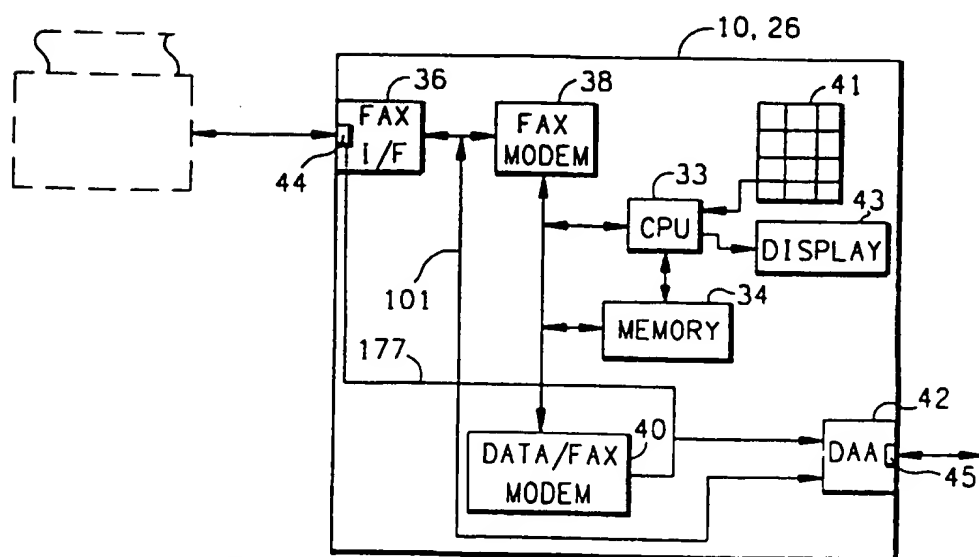 10, 26
36
38
41
FAX
I/F
FAX
MODEM
44
33
43
CPU
DISPLAY
101
34
MEMORY
177
42
40
DATA/FAX
MODEM
DAA
45